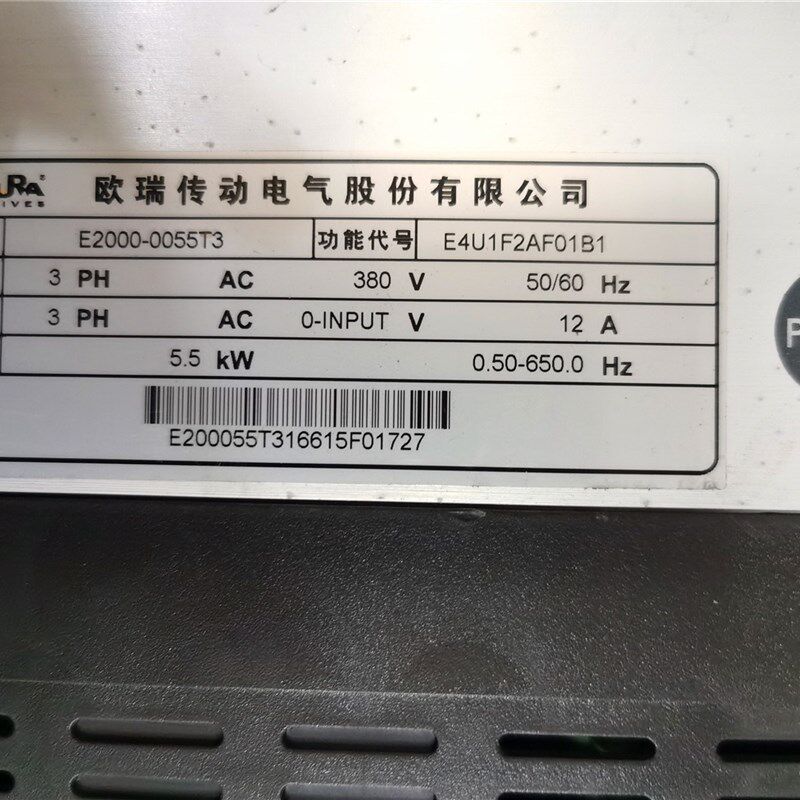 URA® 欧瑞传动电气股份有限公司
IVES
E2000-0055T3 功能代号 E4U1F2AF01B1
3 PH AC 380 V 50/60 Hz
3 PH AC 0-INPUT V 12 A
5.5 kW 0.50-650.0 Hz
E200055T316615F01727
P